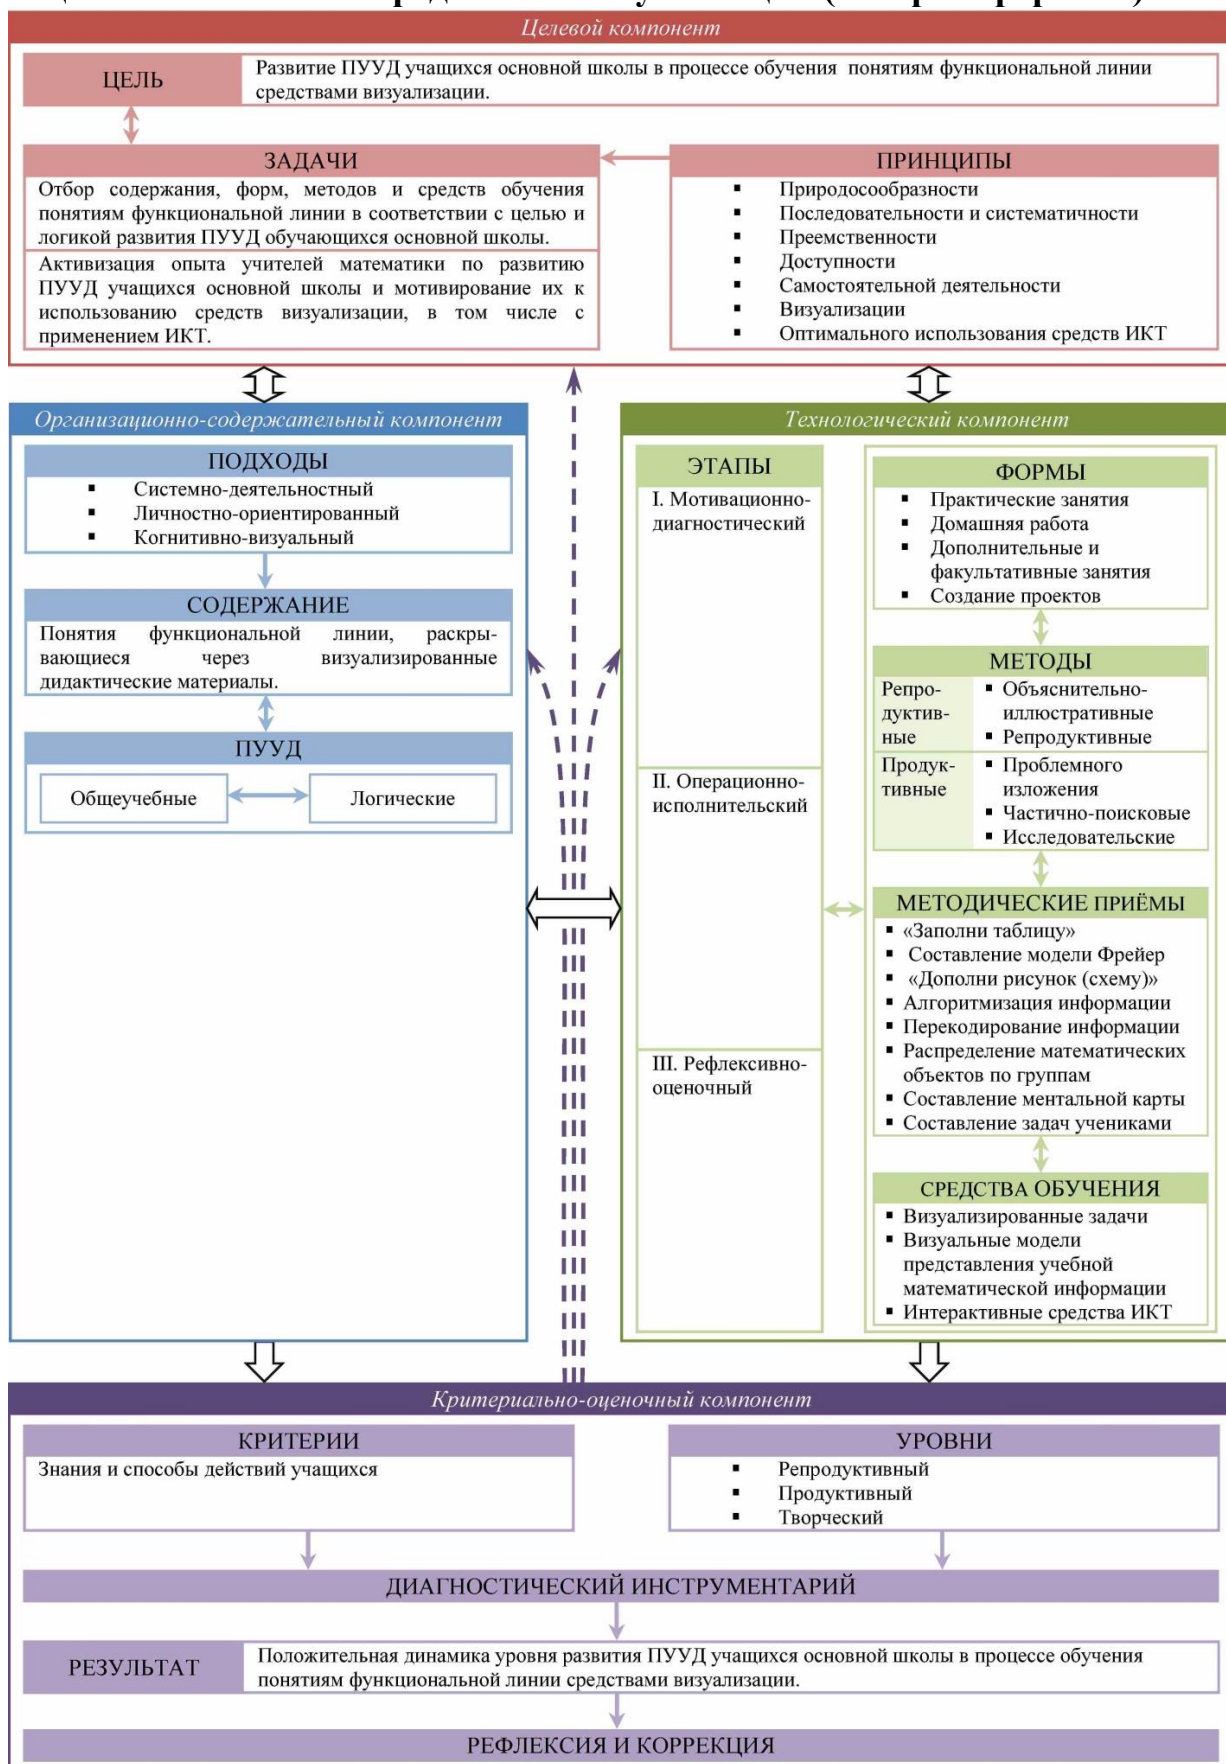 Целевой компонент
ЦЕЛЬ
Развитие ПУУД учащихся основной школы в процессе обучения понятиям функциональной линии
средствами визуализации.
ЗАДАЧИ
Отбор содержания, форм, методов и средств обучения
понятиям функциональной линии в соответствии с целью и
логикой развития ПУУД обучающихся основной школы.
Активизация опыта учителей математики по развитию
ПУУД учащихся основной школы и мотивирование их к
использованию средств визуализации, в том числе с
применением ИКТ.
ПРИНЦИПЫ
▪ Природосообразности
▪ Последовательности и систематичности
▪ Преемственности
▪ Доступности
▪ Самостоятельной деятельности
▪ Визуализации
▪ Оптимального использования средств ИКТ
Организационно-содержательный компонент
ПОДХОДЫ
▪ Системно-деятельностный
▪ Личностно-ориентированный
▪ Когнитивно-визуальный
СОДЕРЖАНИЕ
Понятия функциональной линии, раскры-
вающиеся через визуализированные
дидактические материалы.
ПУУД
Общеучебные
Логические
Технологический компонент
ЭТАПЫ
I. Мотивационно-
диагностический
II. Операционно-
исполнительский
III. Рефлексивно-
оценочный
ФОРМЫ
▪ Практические занятия
▪ Домашняя работа
▪ Дополнительные и
факультативные занятия
▪ Создание проектов
МЕТОДЫ
Репро-
дуктив-
ные
▪ Объяснительно-
иллюстративные
▪ Репродуктивные
Продук-
тивные
▪ Проблемного
изложения
▪ Частично-поисковые
▪ Исследовательские
МЕТОДИЧЕСКИЕ ПРИЁМЫ
▪ «Заполни таблицу»
▪ Составление модели Фрейер
▪ «Дополни рисунок (схему)»
▪ Алгоритмизация информации
▪ Перекодирование информации
▪ Распределение математических
объектов по группам
▪ Составление ментальной карты
▪ Составление задач учениками
СРЕДСТВА ОБУЧЕНИЯ
▪ Визуализированные задачи
▪ Визуальные модели
представления учебной
математической информации
▪ Интерактивные средства ИКТ
Критериально-оценочный компонент
КРИТЕРИИ
Знания и способы действий учащихся
УРОВНИ
▪ Репродуктивный
▪ Продуктивный
▪ Творческий
ДИАГНОСТИЧЕСКИЙ ИНСТРУМЕНТАРИЙ
РЕЗУЛЬТАТ
Положительная динамика уровня развития ПУУД учащихся основной школы в процессе обучения
понятиям функциональной линии средствами визуализации.
РЕФЛЕКСИЯ И КОРРЕКЦИЯ